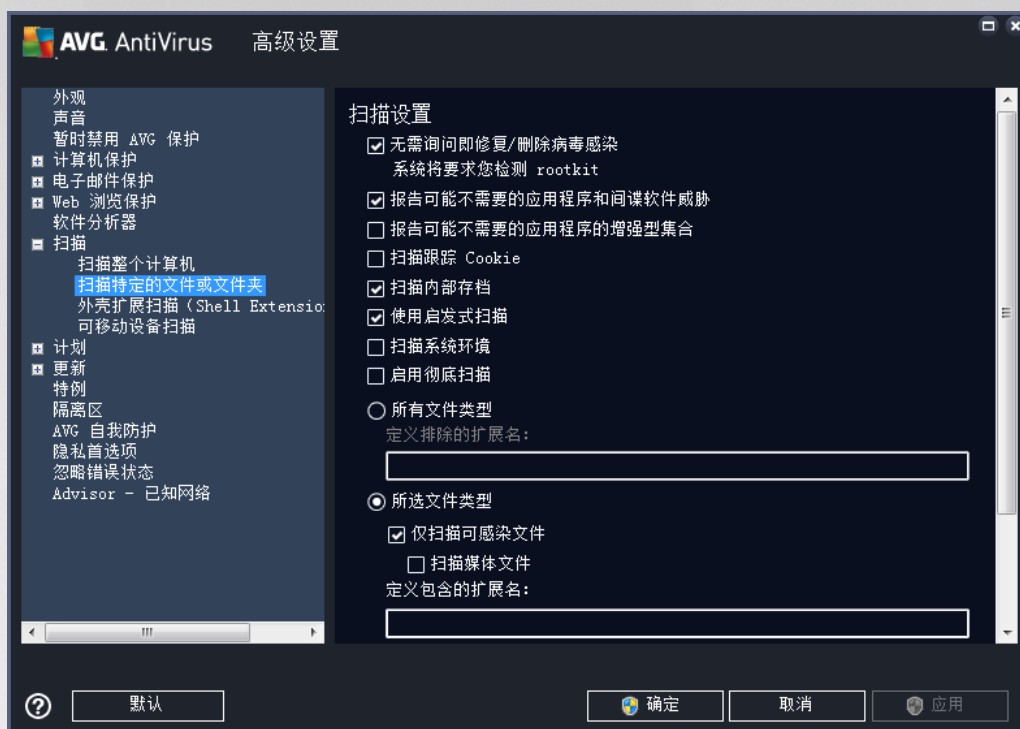 AVG. AntiVirus 高级设置
外观
声音
暂时禁用 AVG 保护
计算机保护
电子邮件保护
Web 浏览保护
软件分析器
扫描
扫描整个计算机
扫描特定的文件或文件夹
外壳扩展扫描（Shell Extensio
可移动设备扫描
计划
更新
特例
隔离区
AVG 自我防护
隐私首选项
忽略错误状态
Advisor - 已知网络
扫描设置
无需询问即修复/删除病毒感染
系统将要求您检测 rootkit
报告可能不需要的应用程序和间谍软件威胁
报告可能不需要的应用程序的增强型集合
扫描跟踪 Cookie
扫描内部存档
使用启发式扫描
扫描系统环境
启用彻底扫描
所有文件类型
定义排除的扩展名:
所选文件类型
仅扫描可感染文件
扫描媒体文件
定义包含的扩展名:
默认
确定
取消
应用